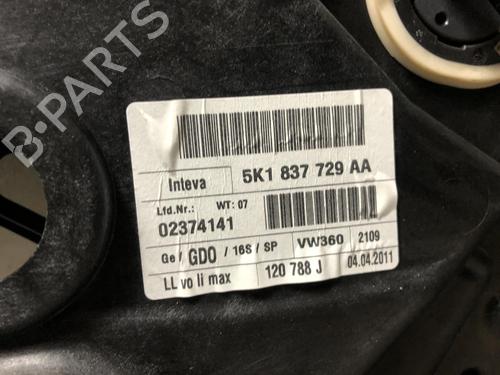 B-PARTS
Inteva 5K1 837 729 AA
Lfd.Nr.: WT: 07
02374141
Ge / GDO / 16S / SP VW360 2109
LL vo li max 120 788 J 04.04.2011